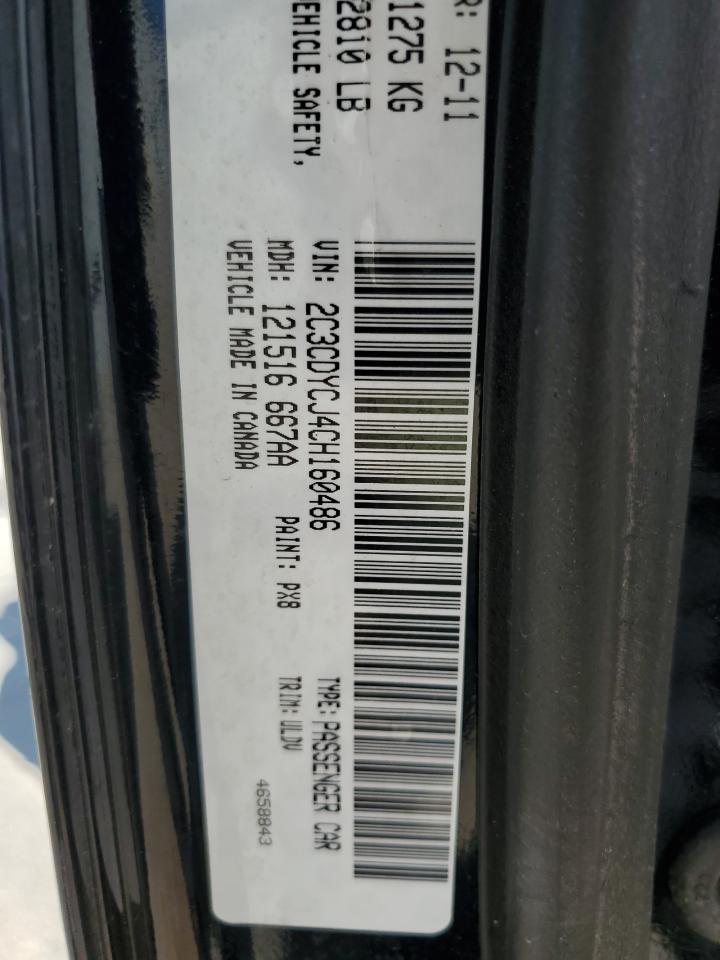 R: 12-11
1275 KG
2810 LB
VEHICLE SAFETY,
VIN: 2C3CDYCJ4CH160486 TYPE: PASSENGER CAR
MDH: 121516 667AA PAINT: PX8 TRIM: ULDV
VEHICLE MADE IN CANADA 4658843